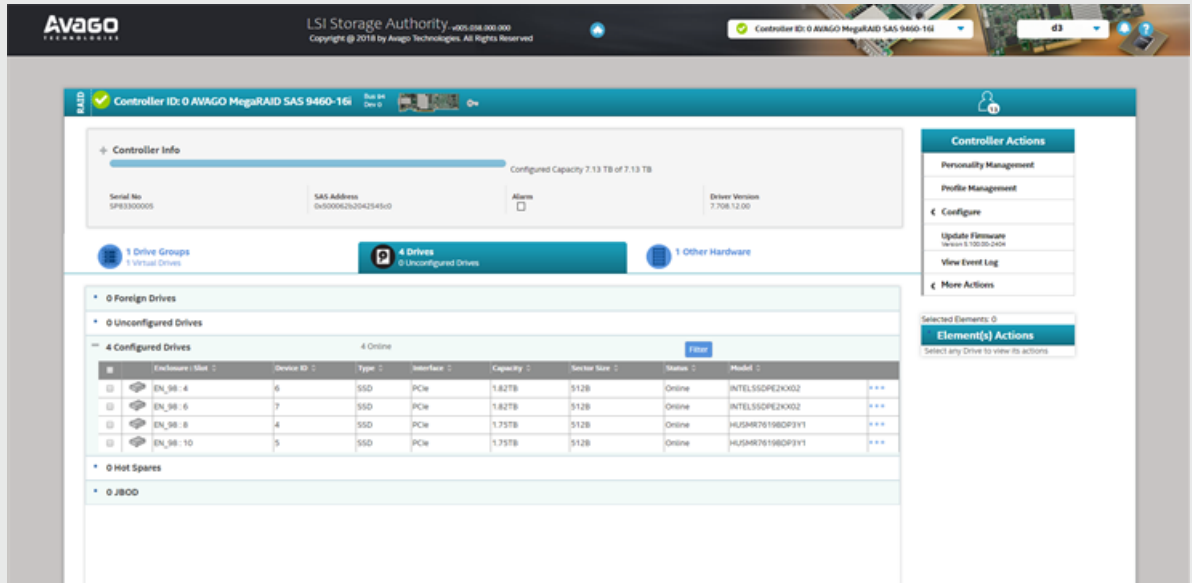 AVAGO
TECHNOLOGIES
LSI Storage Authority v005.058.000.000
Copyright @ 2018 by Avago Technologies. All Rights Reserved
Controller ID: 0 AVAGO MegaRAID SAS 9460-16i
d3
?
RAID
Controller ID: 0 AVAGO MegaRAID SAS 9460-16i
Bus 94
Dev 0
Controller Info
Configured Capacity 7.13 TB of 7.13 TB
Serial No
SP83300005
SAS Address
0x500062b2042545c0
Alarm
Driver Version
7.708.12.00
1 Drive Groups
1 Virtual Drives
4 Drives
0 Unconfigured Drives
1 Other Hardware
0 Foreign Drives
0 Unconfigured Drives
4 Configured Drives 4 Online Filter
Enclosure : Slot Device ID Type Interface Capacity Sector Size Status Model
EN_98 : 4 6 SSD PCIe 1.82TB 512B Online INTELSSDPE2KX02
EN_98 : 6 7 SSD PCIe 1.82TB 512B Online INTELSSDPE2KX02
EN_98 : 8 4 SSD PCIe 1.75TB 512B Online HUSMR7619BDP3Y1
EN_98 : 10 5 SSD PCIe 1.75TB 512B Online HUSMR7619BDP3Y1
0 Hot Spares
0 JBOD
Controller Actions
Personality Management
Profile Management
Configure
Update Firmware
Version 5.100.00-2404
View Event Log
More Actions
Selected Elements: 0
Element(s) Actions
Select any Drive to view its actions